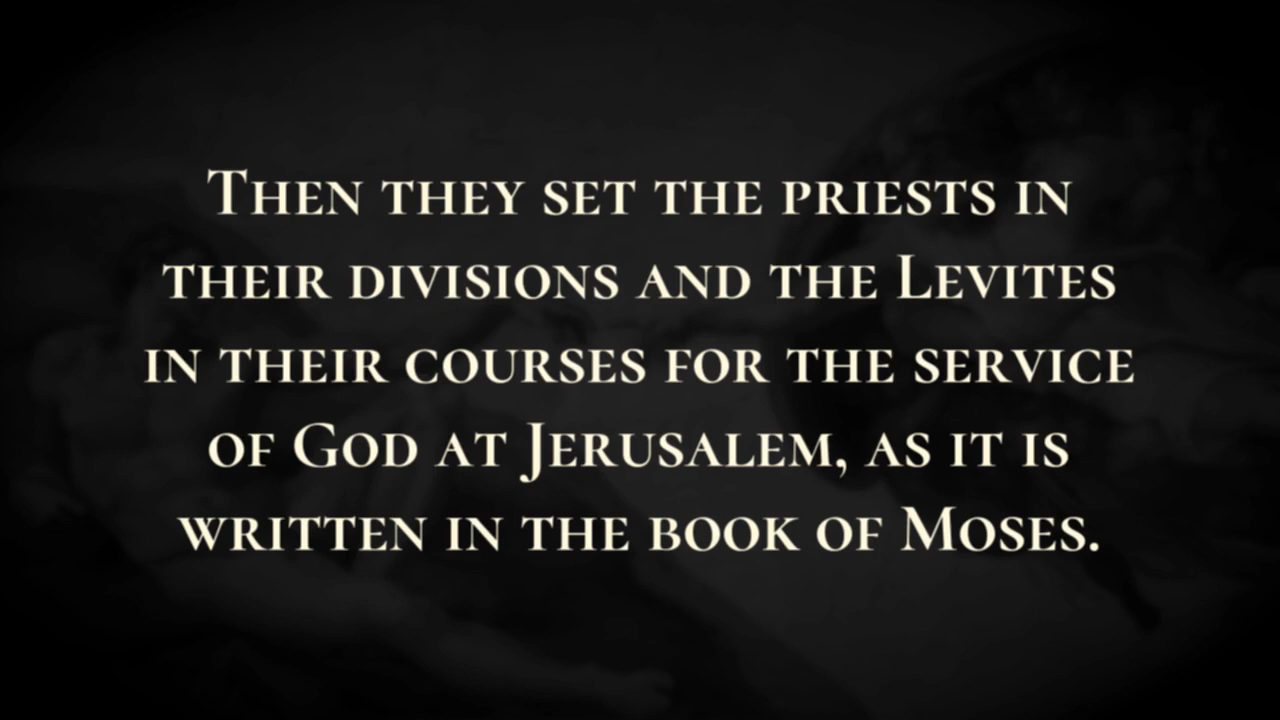 Then they set the priests in
their divisions and the Levites
in their courses for the service
of God at Jerusalem, as it is
written in the book of Moses.